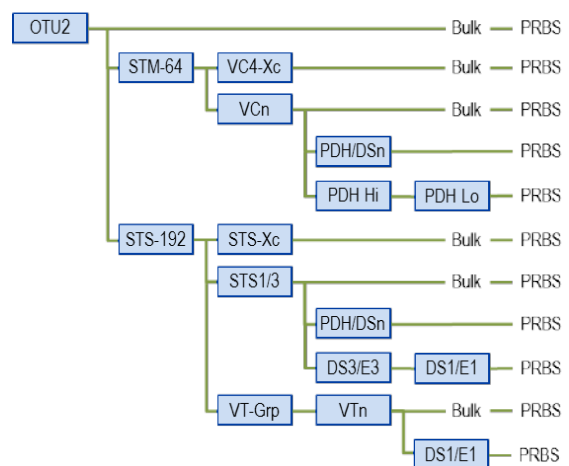 OTU2 Bulk PRBS
STM-64 VC4-Xc Bulk PRBS
VCn Bulk PRBS
PDH/DSn PRBS
PDH Hi PDH Lo PRBS
STS-192 STS-Xc Bulk PRBS
STS1/3 Bulk PRBS
PDH/DSn PRBS
DS3/E3 DS1/E1 PRBS
VT-Grp VTn Bulk PRBS
DS1/E1 PRBS